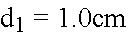 d₁ = 1.0cm